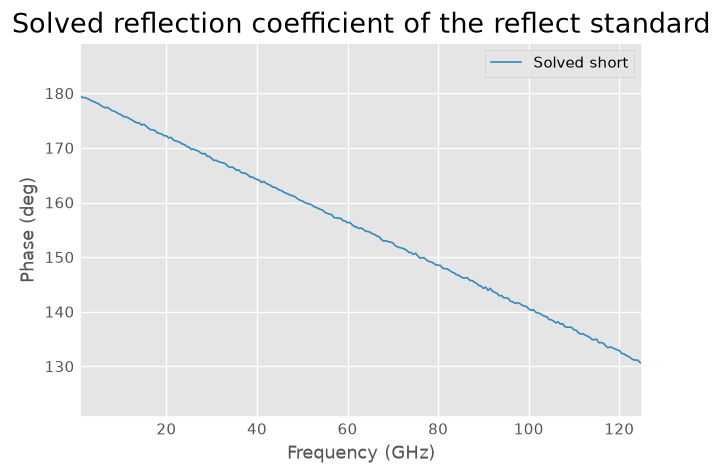 Solved reflection coefficient of the reflect standard
Solved short
180
170
160
150
140
130
Phase (deg)
20 40 60 80 100 120
Frequency (GHz)